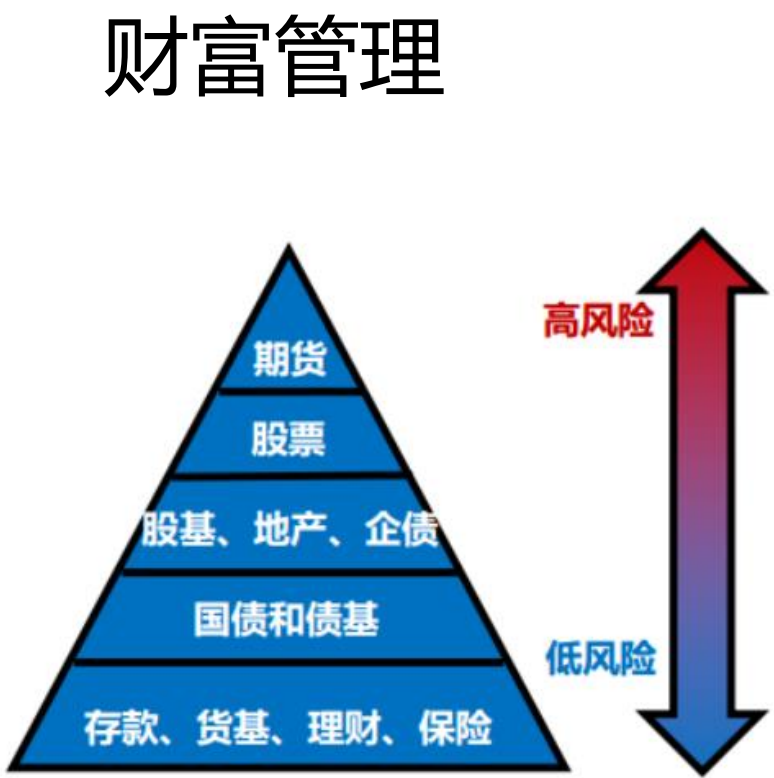 财富管理
高风险
期货
股票
股基、地产、企债
国债和债基
低风险
存款、货基、理财、保险